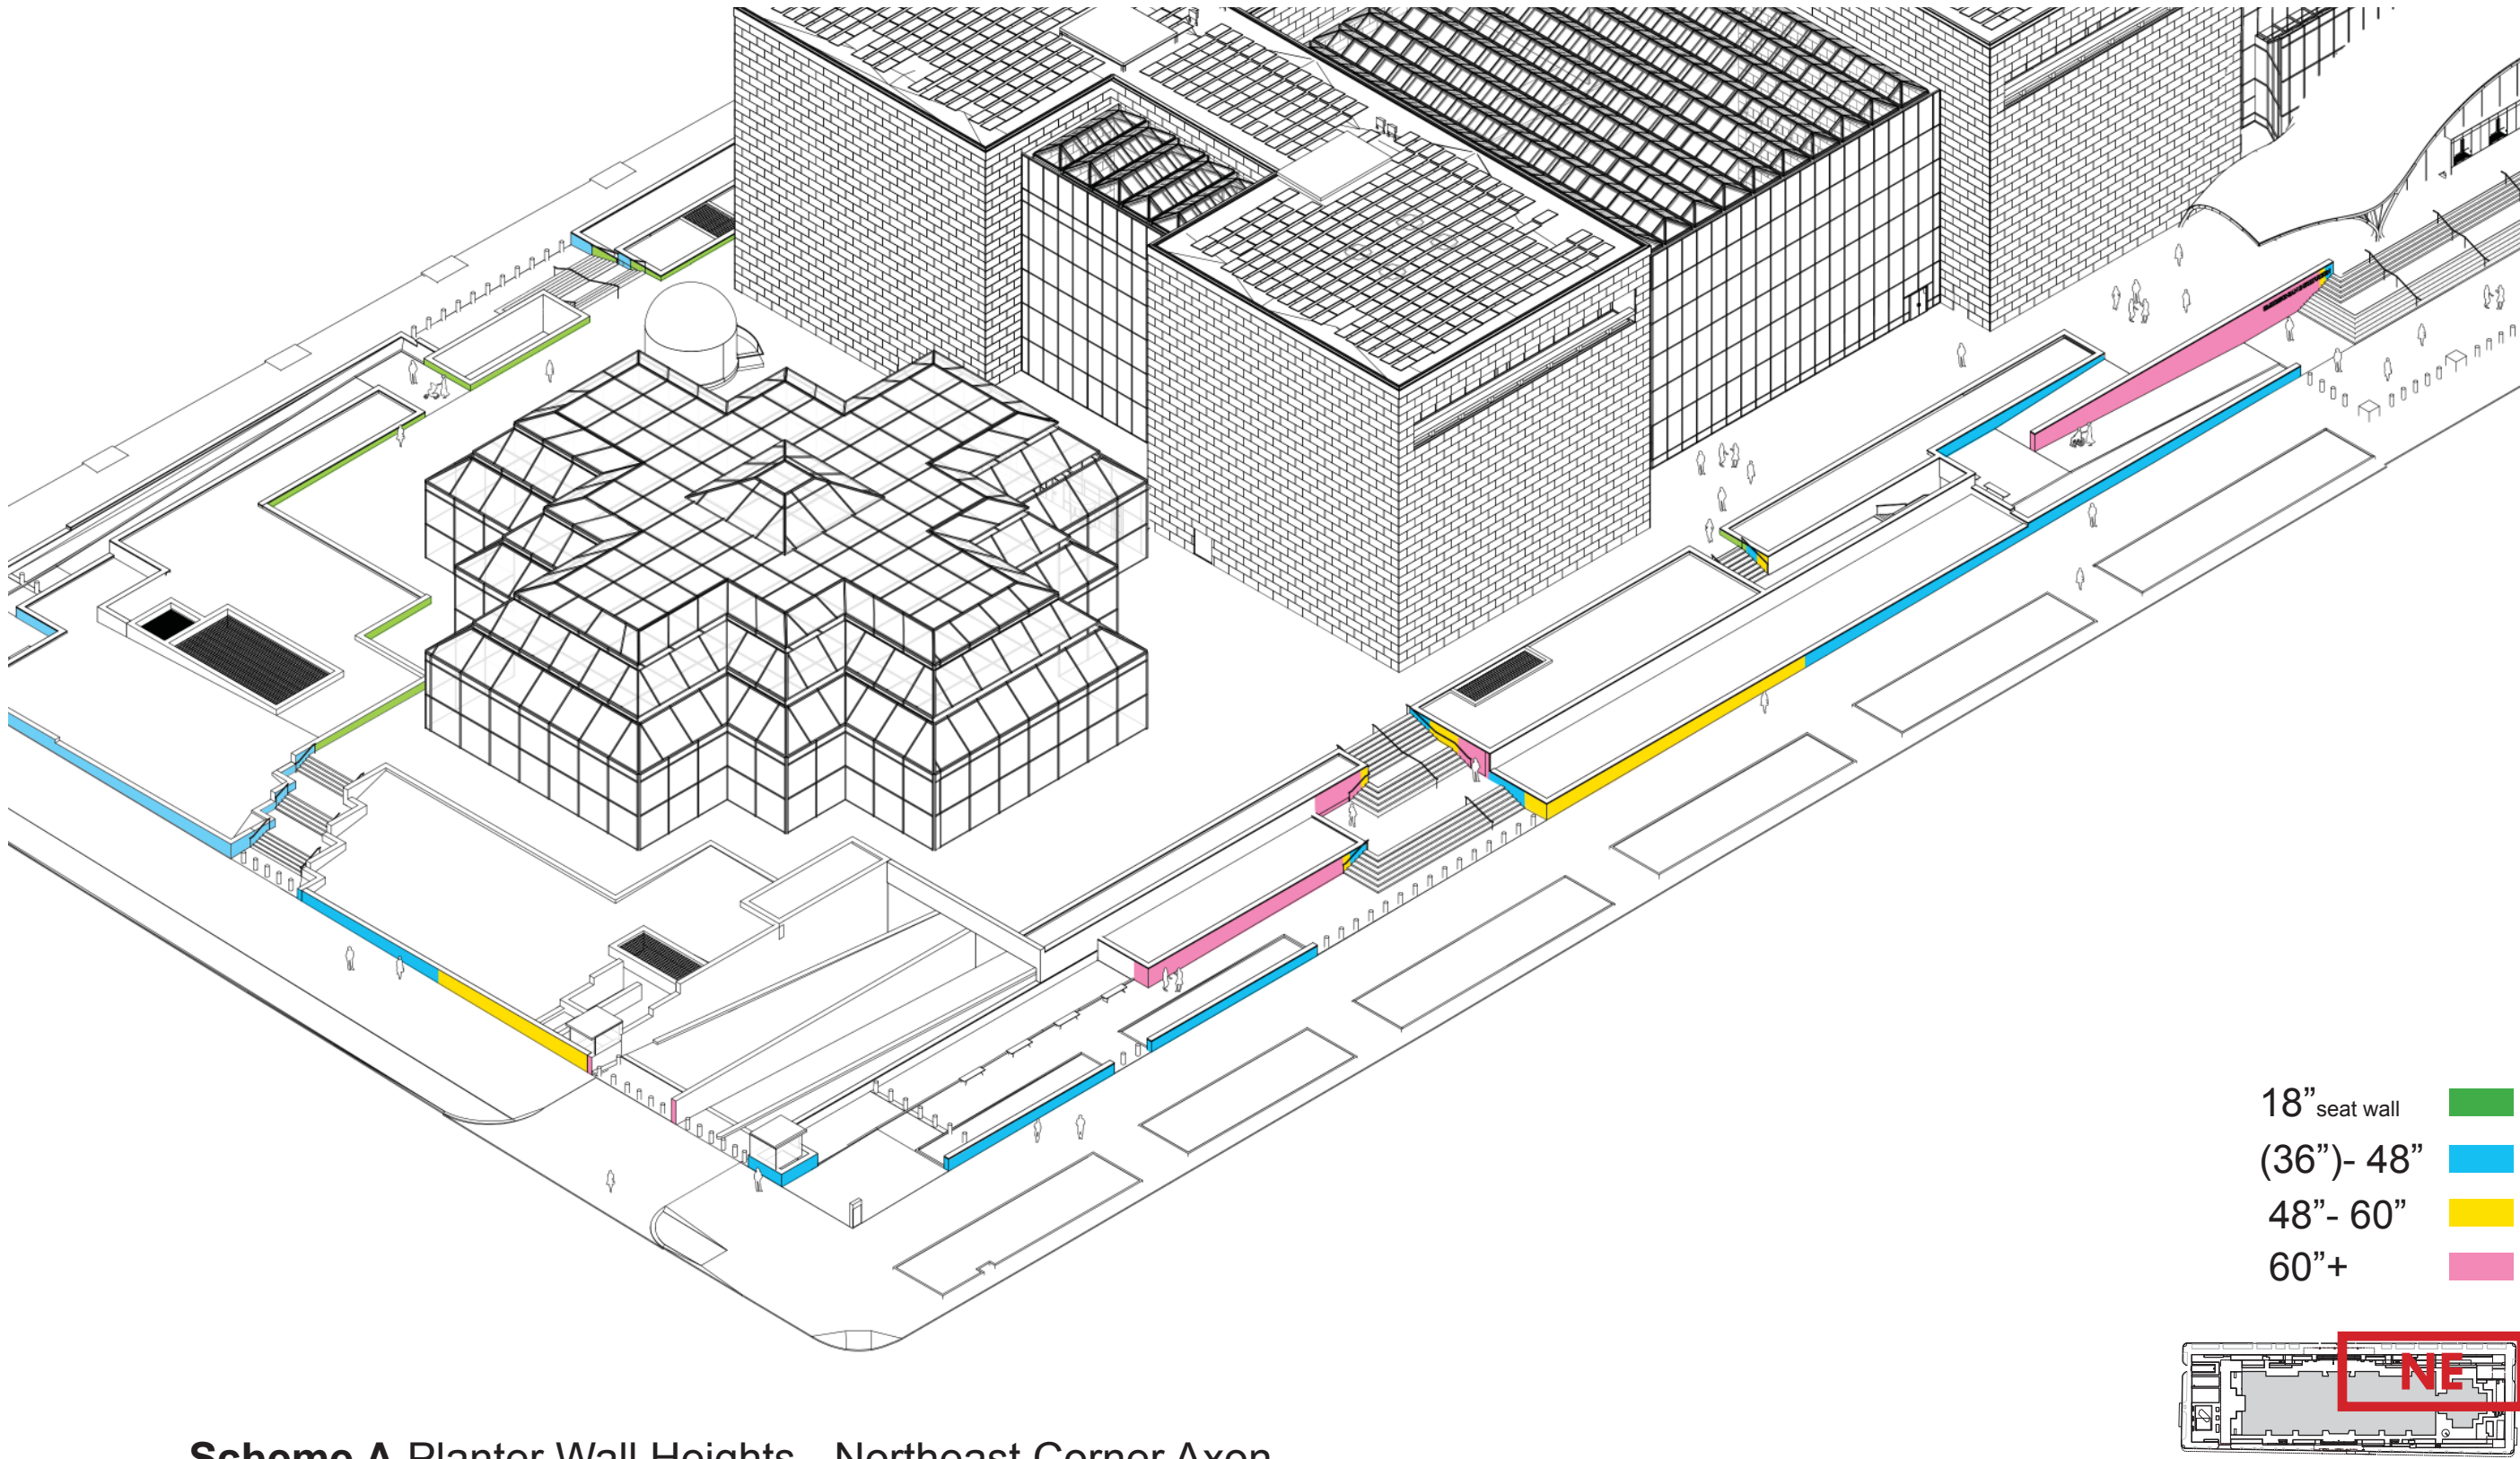 18” seat wall
(36”)- 48”
48”- 60”
60”+
NE
Scheme A Planter Wall Heights - Northeast Corner Axon